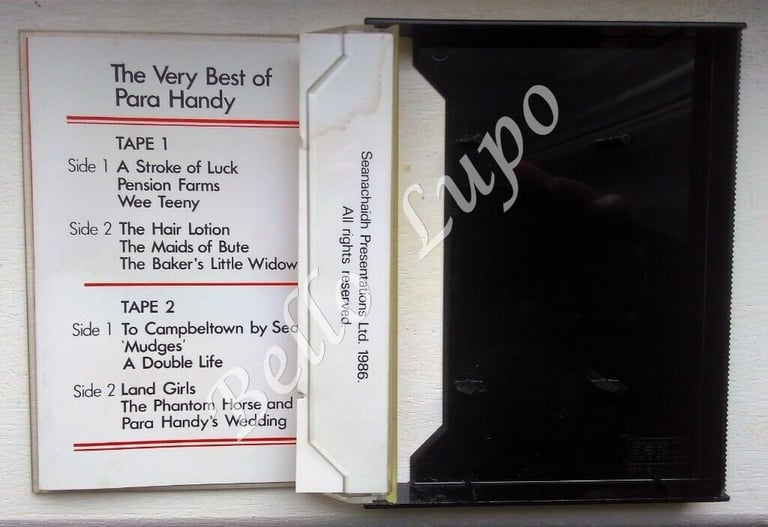 The Very Best of
Para Handy
TAPE 1
Side 1 A Stroke of Luck
Pension Farms
Wee Teeny
Side 2 The Hair Lotion
The Maids of Bute
The Baker's Little Widow
TAPE 2
Side 1 To Campbeltown by Sea
'Mudges'
A Double Life
Side 2 Land Girls
The Phantom Horse and
Para Handy's Wedding
Seanachaidh Presentations Ltd. 1986.
All rights reserved.
Bello Lupo